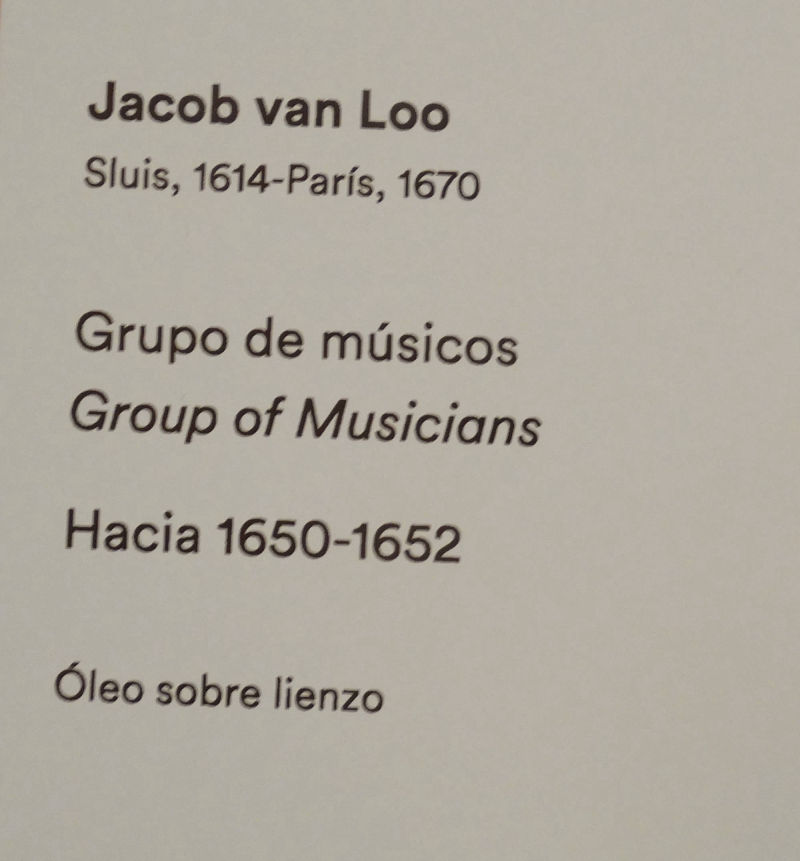 Jacob van Loo
Sluis, 1614-París, 1670
Grupo de músicos
Group of Musicians
Hacia 1650-1652
Óleo sobre lienzo